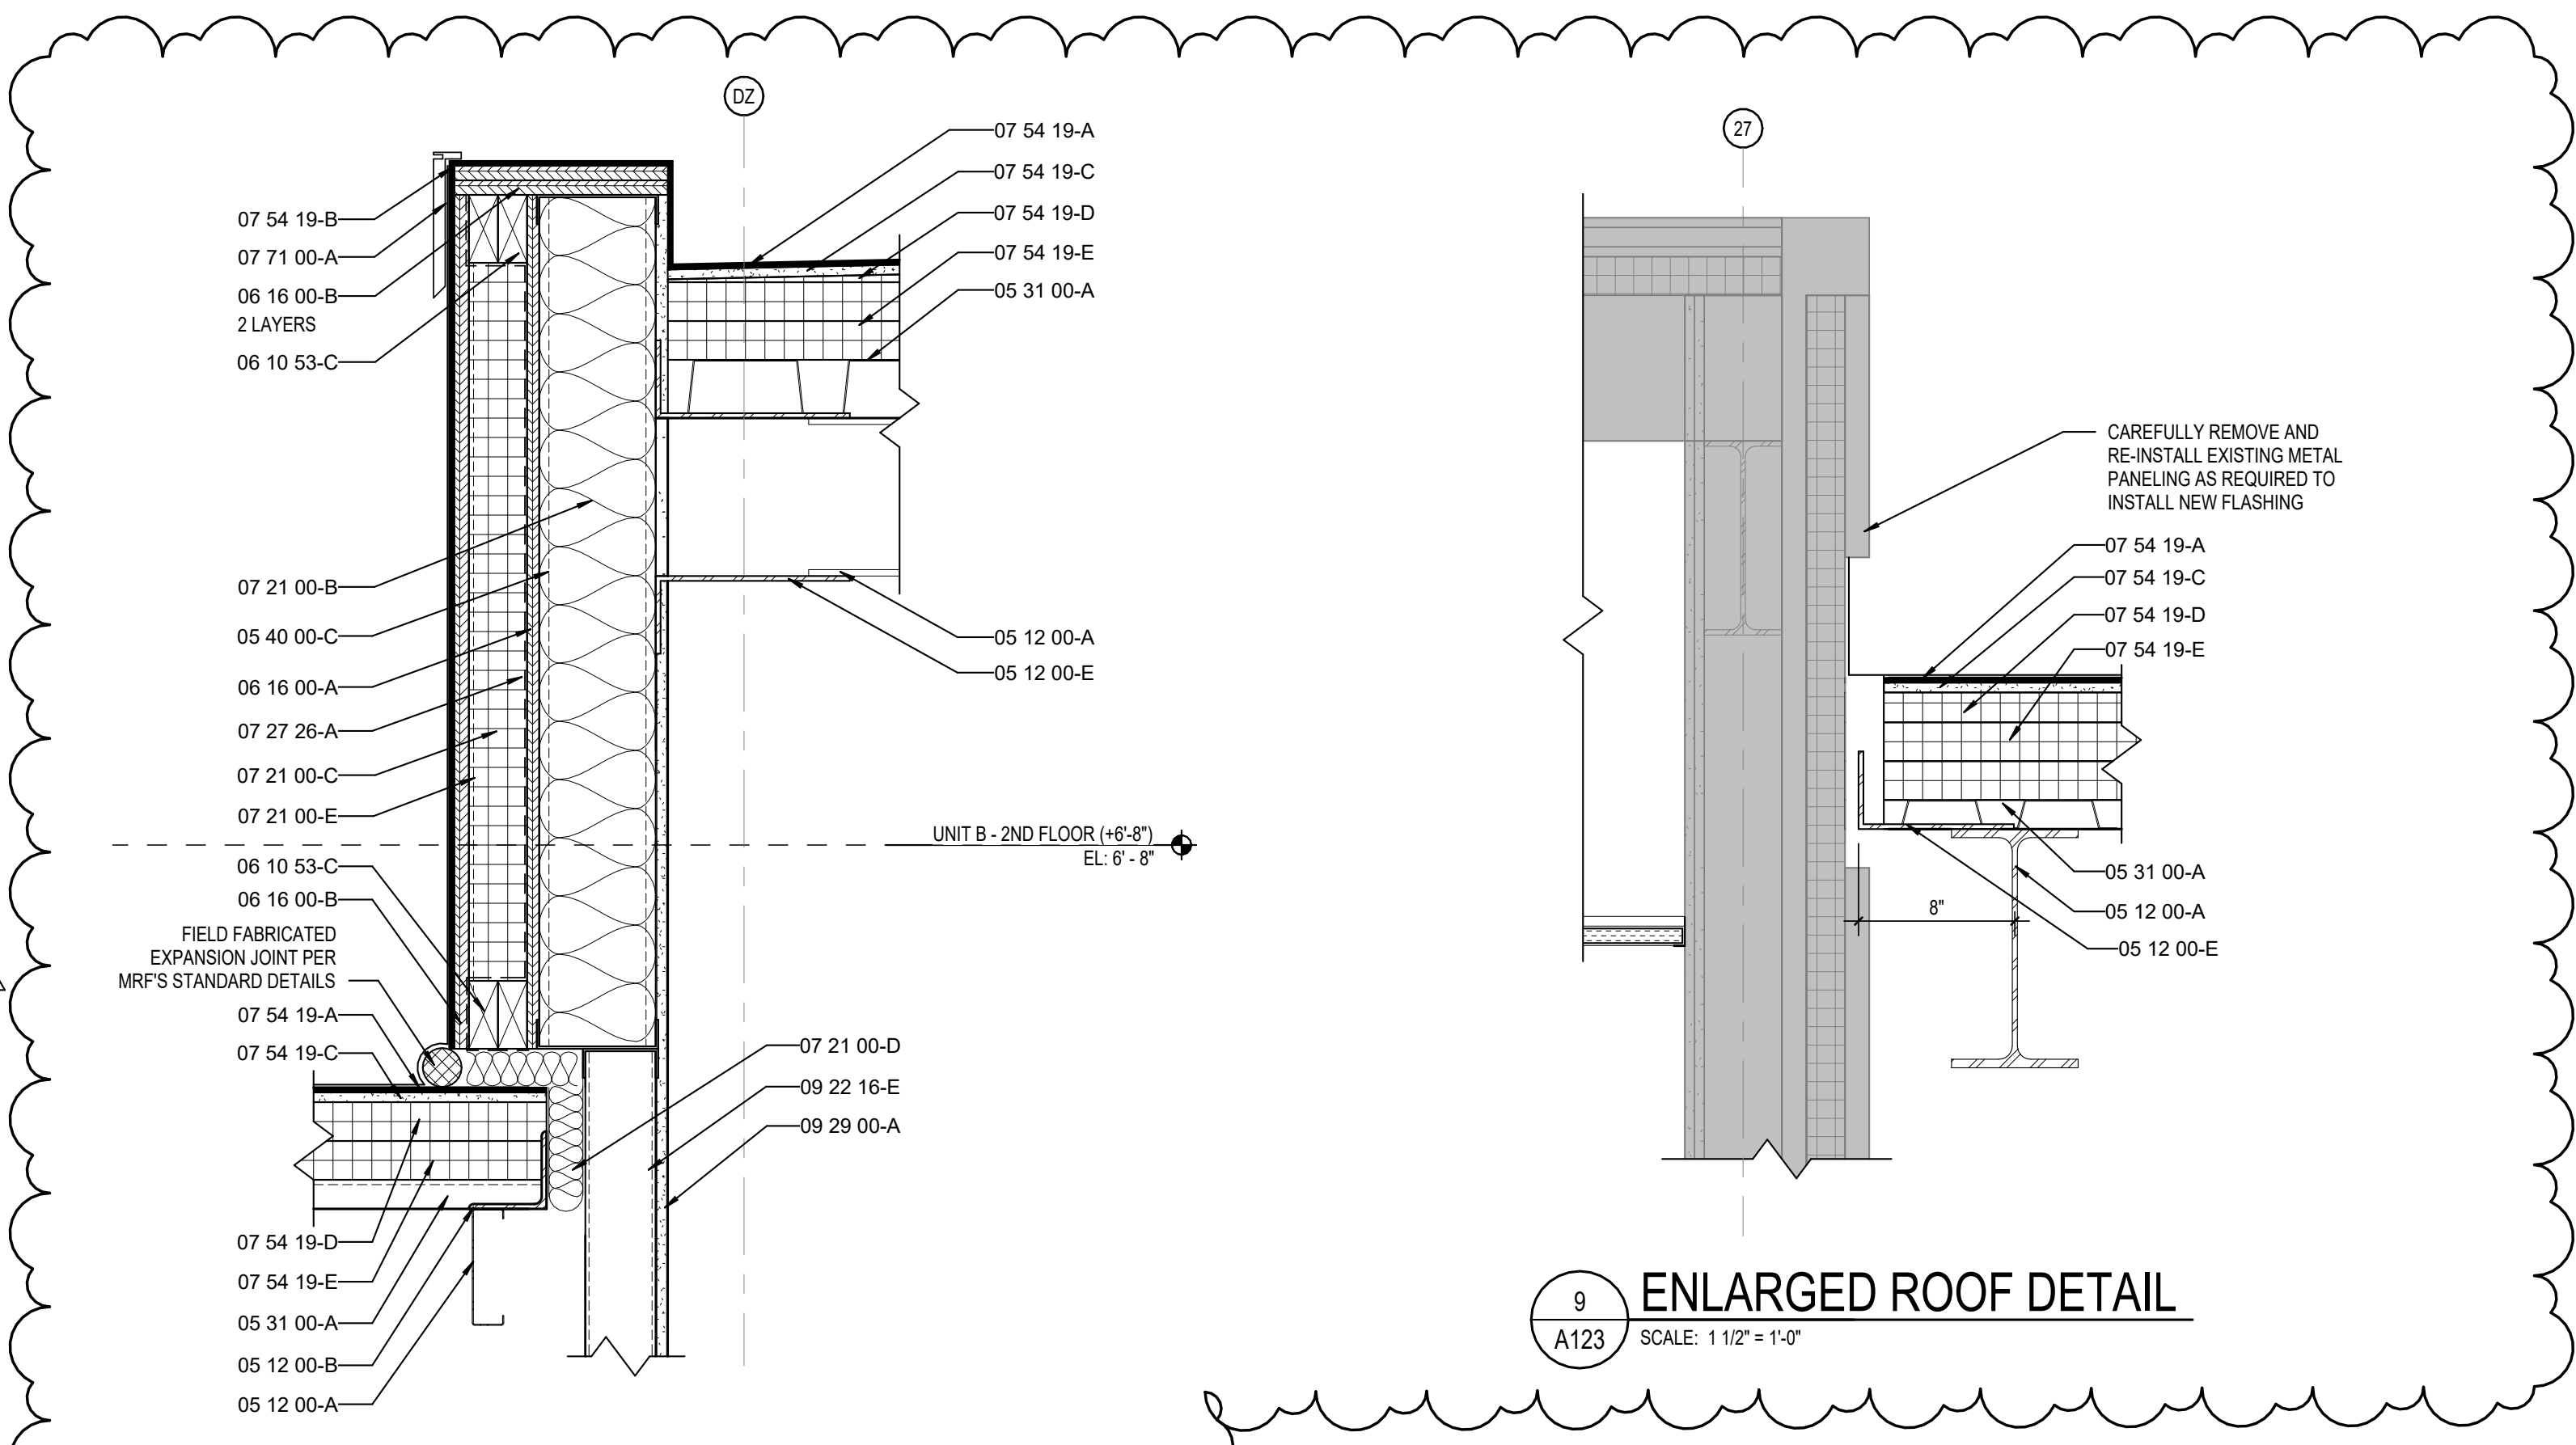 DZ
07 54 19-A
07 54 19-C
07 54 19-D
07 54 19-E
05 31 00-A
07 54 19-B
07 71 00-A
06 16 00-B
2 LAYERS
06 10 53-C
07 21 00-B
05 40 00-C
06 16 00-A
07 27 26-A
07 21 00-C
07 21 00-E
05 12 00-A
05 12 00-E
UNIT B - 2ND FLOOR (+6'-8")
EL: 6' - 8"
06 10 53-C
06 16 00-B
FIELD FABRICATED
EXPANSION JOINT PER
MRF'S STANDARD DETAILS
07 54 19-A
07 54 19-C
07 21 00-D
09 22 16-E
09 29 00-A
07 54 19-D
07 54 19-E
05 31 00-A
05 12 00-B
05 12 00-A
27
CAREFULLY REMOVE AND
RE-INSTALL EXISTING METAL
PANELING AS REQUIRED TO
INSTALL NEW FLASHING
07 54 19-A
07 54 19-C
07 54 19-D
07 54 19-E
05 31 00-A
05 12 00-A
05 12 00-E
8"
9
A123
ENLARGED ROOF DETAIL
SCALE: 1 1/2" = 1'-0"